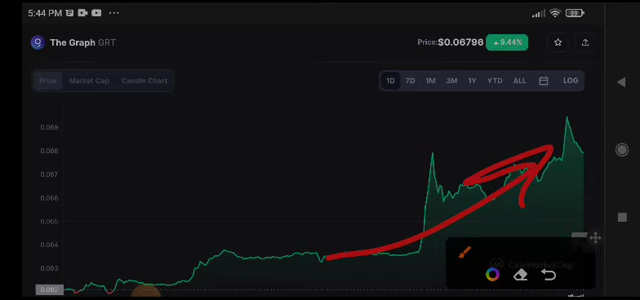 5:44 PM
The Graph GRT
Price: $0.06796 9.44%
Price Market Cap Candle Chart
1D 7D 1M 3M 1Y YTD ALL LOG
0.069
0.068
0.067
0.066
0.065
0.064
0.063
0.062
CoinMarketCap